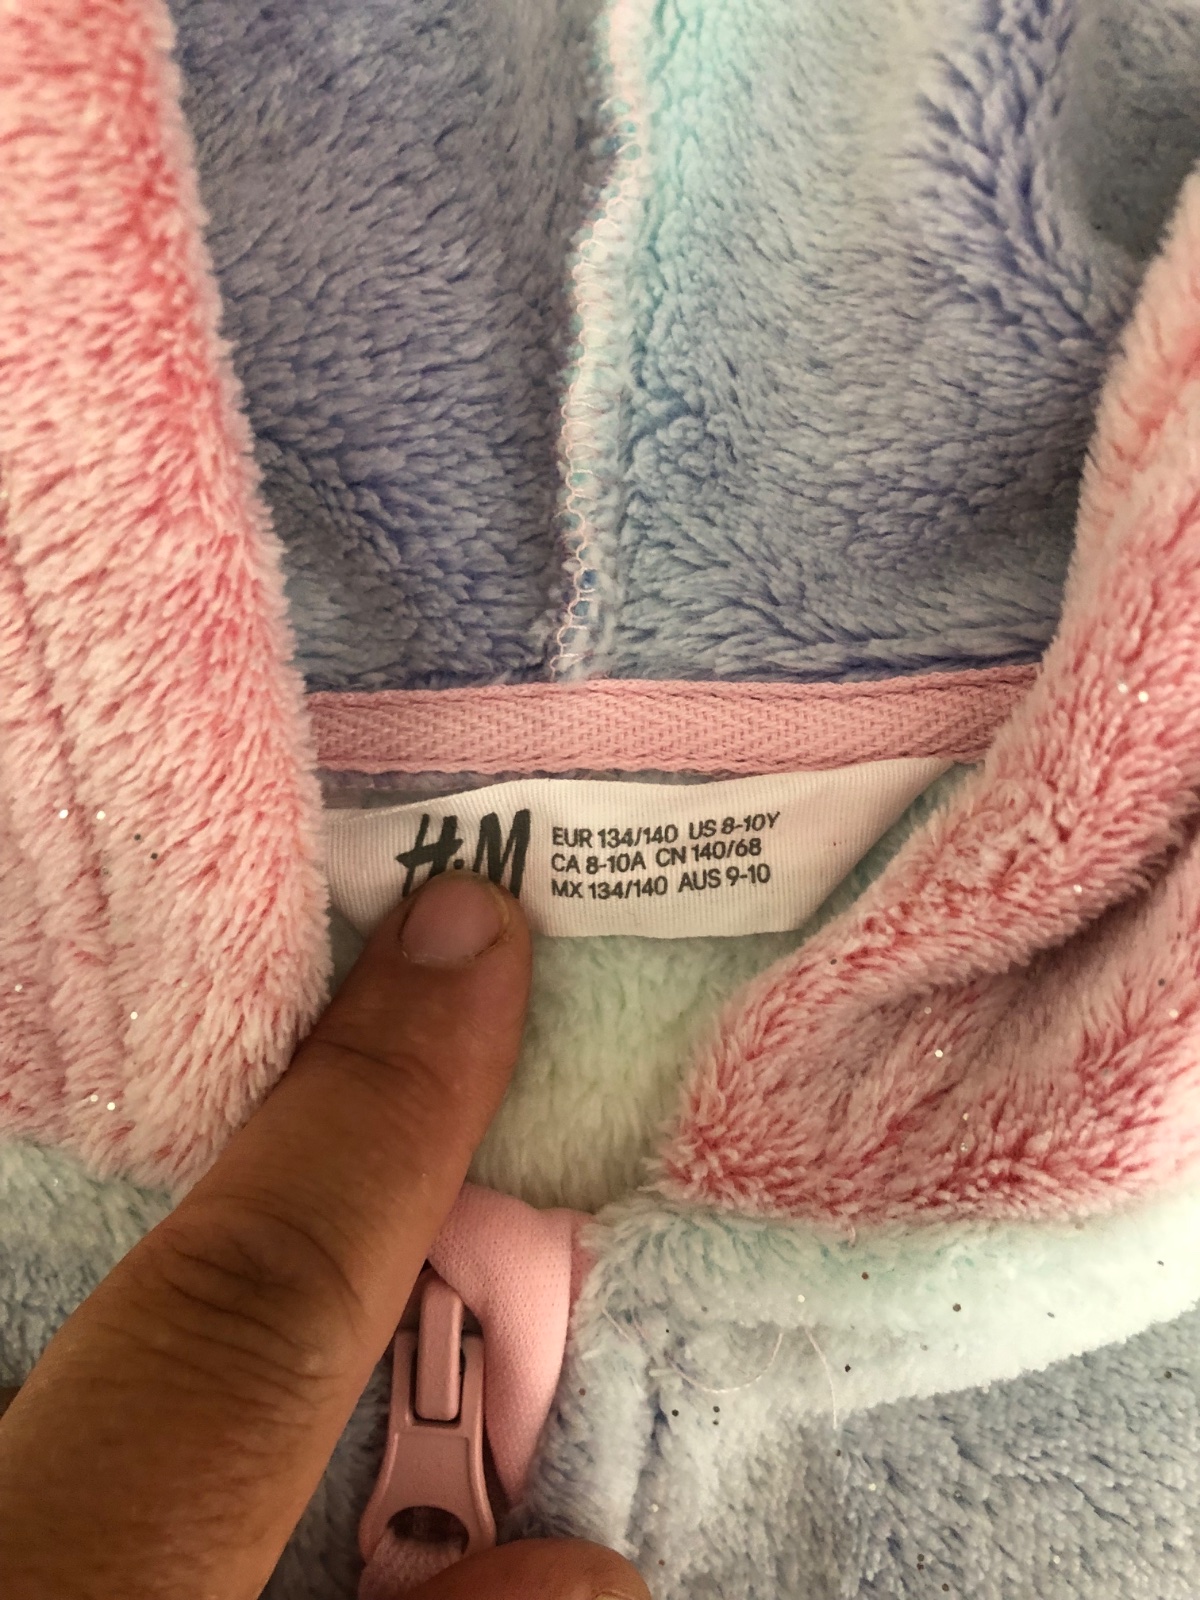 H&M
EUR 134/140 US 8-10Y
CA 8-10A CN 140/68
MX 134/140 AUS 9-10